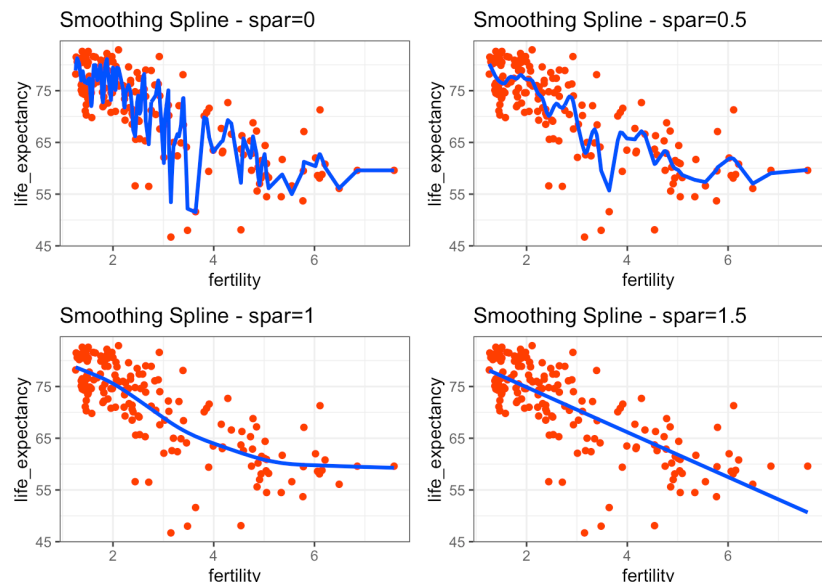 Smoothing Spline - spar=0
life_expectancy
75
65
55
45
2
4
6
fertility
Smoothing Spline - spar=0.5
life_expectancy
75
65
55
45
2
4
6
fertility
Smoothing Spline - spar=1
life_expectancy
75
65
55
45
2
4
6
fertility
Smoothing Spline - spar=1.5
life_expectancy
75
65
55
45
2
4
6
fertility